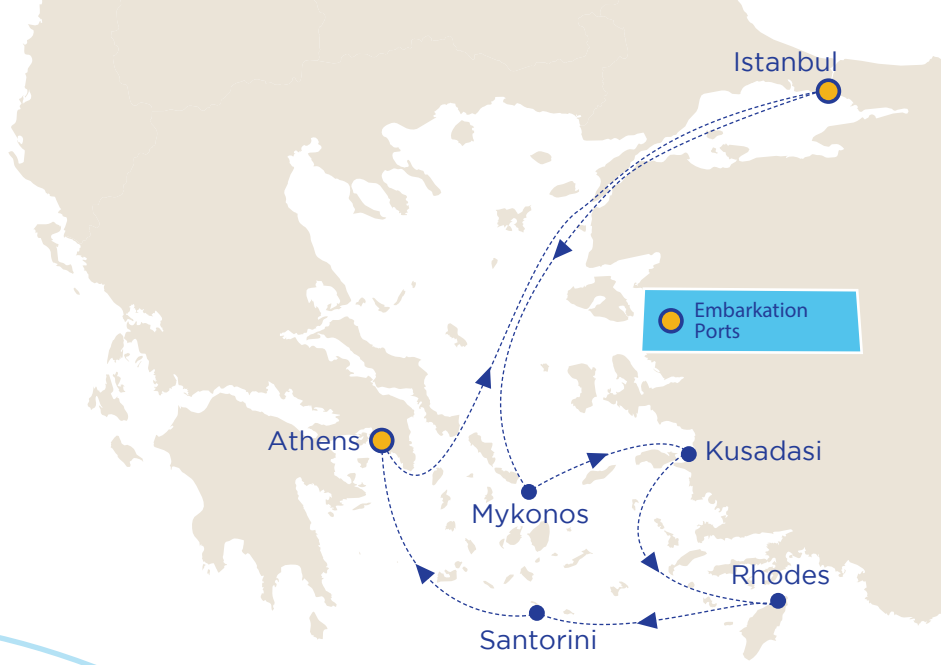 Istanbul
Embarkation
Ports
Athens
Kusadasi
Mykonos
Rhodes
Santorini